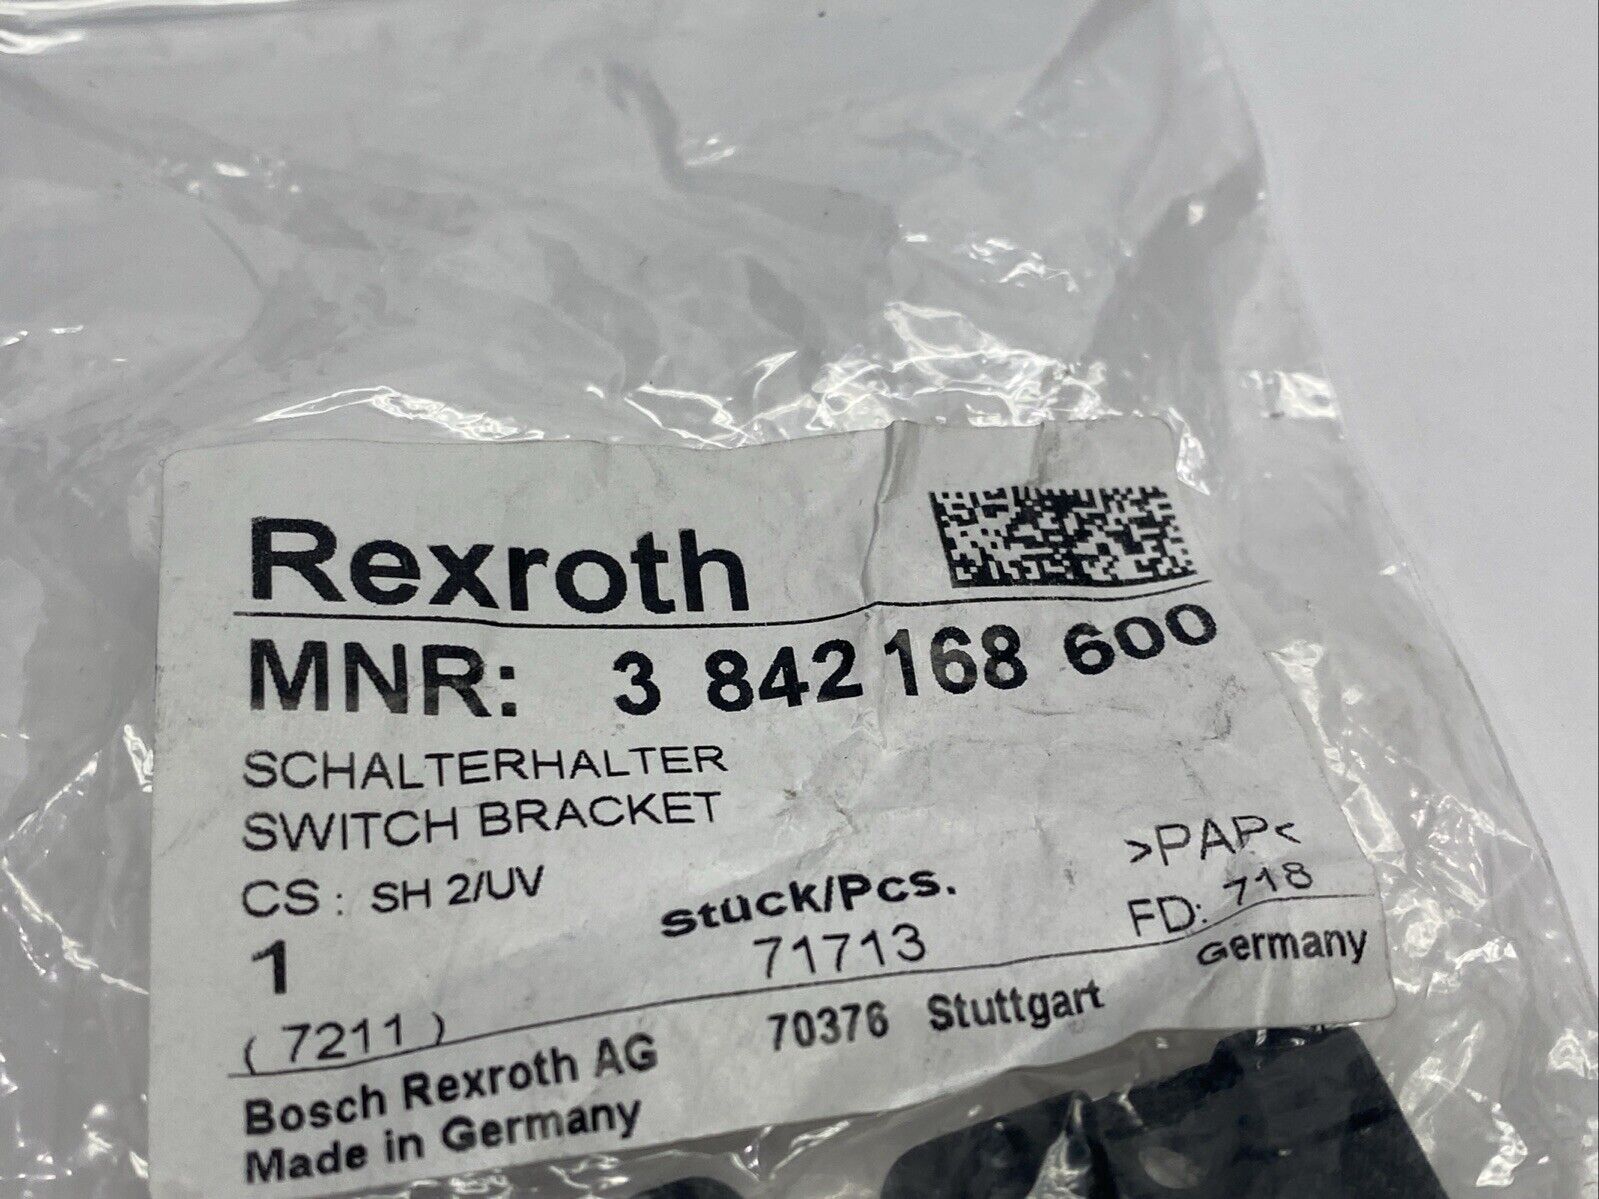 Rexroth
MNR: 3 842 168 600
SCHALTERHALTER
SWITCH BRACKET
CS: SH 2/UV
>PAP<
1 Stück/Pcs. FD: 718
(7211) 71713
Bosch Rexroth AG 70376 Stuttgart Germany
Made in Germany